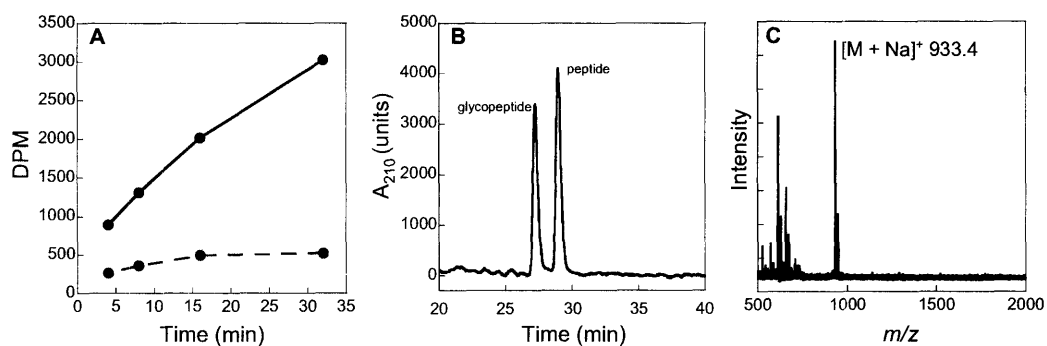 A
DPM
3500
3000
2500
2000
1500
1000
500
0
0 5 10 15 20 25 30 35
Time (min)
B
A210 (units)
5000
4000
3000
2000
1000
0
glycopeptide
peptide
20 25 30 35 40
Time (min)
C
[M + Na]+ 933.4
Intensity
500 1000 1500 2000
m/z